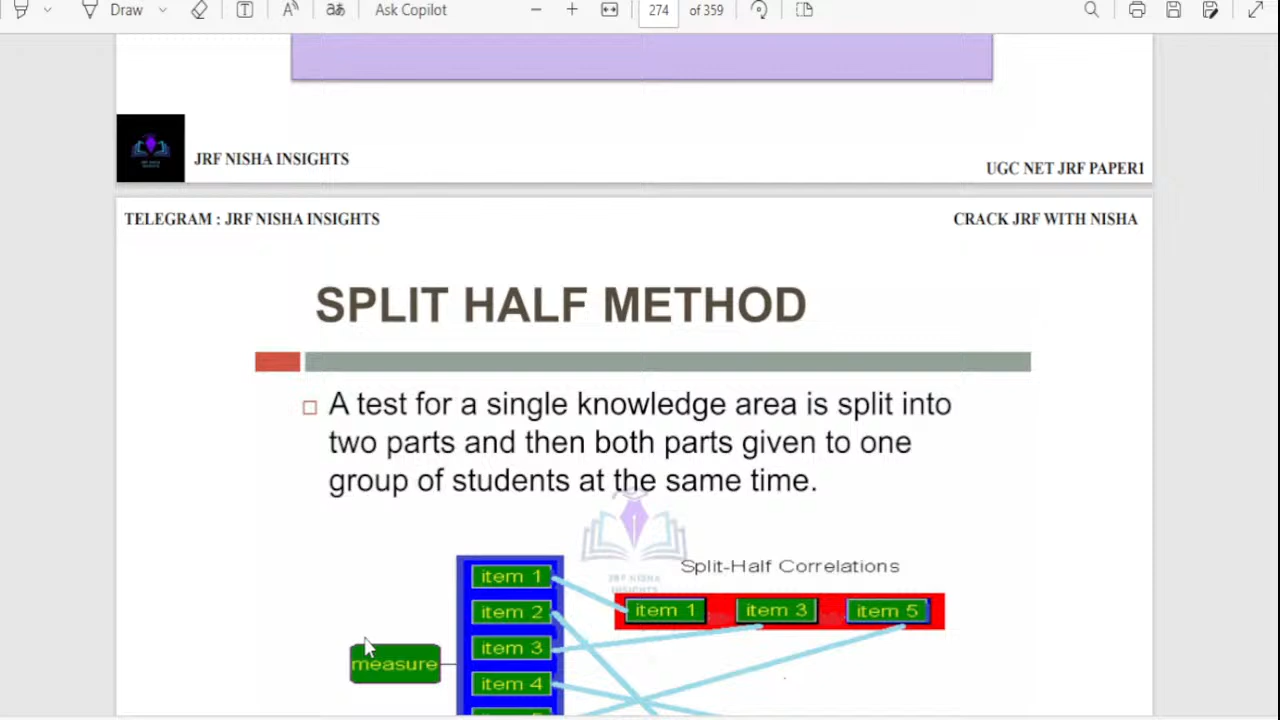 Draw
Ask Copilot
274 of 359
JRF NISHA INSIGHTS
UGC NET JRF PAPER1
TELEGRAM : JRF NISHA INSIGHTS
CRACK JRF WITH NISHA
SPLIT HALF METHOD
A test for a single knowledge area is split into
two parts and then both parts given to one
group of students at the same time.
JRF NISHA
INSIGHTS
Split-Half Correlations
item 1
item 2
item 3
item 4
item 1 item 3 item 5
measure